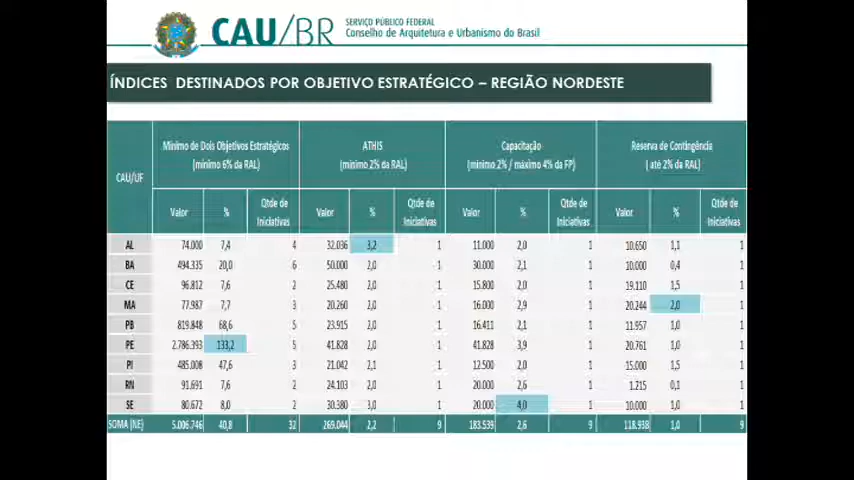 CAU/BR
SERVIÇO PÚBLICO FEDERAL
Conselho de Arquitetura e Urbanismo do Brasil
ÍNDICES DESTINADOS POR OBJETIVO ESTRATÉGICO – REGIÃO NORDESTE
CAU/UF Mínimo de Dois Objetivos Estratégicos (mínimo 6% da RAL) ATHIS (mínimo 2% da RAL) Capacitação (mínimo 2% / máximo 4% da FP) Reserva de Contingência ( até 2% da RAL)
Valor % Qtde de Iniciativas Valor % Qtde de Iniciativas Valor % Qtde de Iniciativas Valor % Qtde de Iniciativas
AL 74.000 7,4 4 32.036 3,2 1 11.000 2,0 1 10.650 1,1 1
BA 494.335 20,0 6 50.000 2,0 1 30.000 2,1 1 10.000 0,4 1
CE 96.812 7,6 2 25.480 2,0 1 15.800 2,0 1 19.110 1,5 1
MA 77.987 7,7 3 20.260 2,0 1 16.000 2,9 1 20.244 2,0 1
PB 819.848 68,6 5 23.915 2,0 1 16.411 2,1 1 11.957 1,0 1
PE 2.786.393 133,2 5 41.828 2,0 1 41.828 3,9 1 20.761 1,0 1
PI 485.008 47,6 3 21.042 2,1 1 12.500 2,0 1 15.000 1,5 1
RN 91.691 7,6 2 24.103 2,0 1 20.000 2,6 1 1.215 0,1 1
SE 80.672 8,0 2 30.380 3,0 1 20.000 4,0 1 10.000 1,0 1
SOMA (NE) 5.006.746 40,8 32 269.044 2,2 9 183.539 2,6 9 118.938 1,0 9